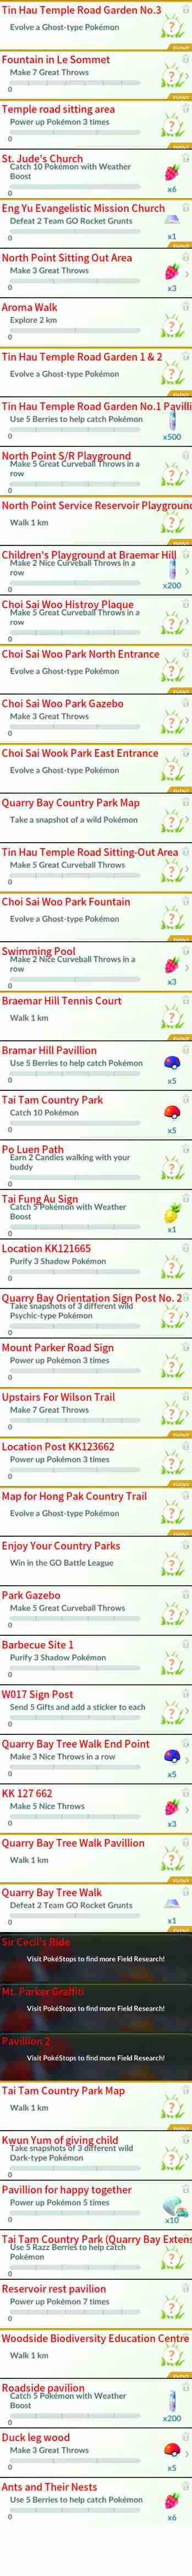 Tin Hau Temple Road Garden No.3
Evolve a Ghost-type Pokémon
?
EVENT
Fountain in Le Sommet
Make 7 Great Throws
?
0
EVENT
Temple road sitting area
Power up Pokémon 3 times
?
0
EVENT
St. Jude's Church
Catch 10 Pokémon with Weather
Boost
0
x6
Eng Yu Evangelistic Mission Church
Defeat 2 Team GO Rocket Grunts
0
x1
EVENT
North Point Sitting Out Area
Make 3 Great Throws
0
x3
Aroma Walk
Explore 2 km
?
0
Tin Hau Temple Road Garden 1 & 2
Evolve a Ghost-type Pokémon
?
EVENT
Tin Hau Temple Road Garden No.1 Pavilli
Use 5 Berries to help catch Pokémon
0
x500
North Point S/R Playground
Make 5 Great Curveball Throws in a
row
?
0
North Point Service Reservoir Playground
Walk 1 km
?
EVENT
Children's Playground at Braemar Hill
Make 2 Nice Curveball Throws in a
row
0
x200
Choi Sai Woo Histroy Plaque
Make 5 Great Curveball Throws in a
row
?
0
Choi Sai Woo Park North Entrance
Evolve a Ghost-type Pokémon
?
EVENT
Choi Sai Woo Park Gazebo
Make 3 Great Throws
?
0
Choi Sai Wook Park East Entrance
Evolve a Ghost-type Pokémon
?
EVENT
Quarry Bay Country Park Map
Take a snapshot of a wild Pokémon
?
Tin Hau Temple Road Sitting-Out Area
Make 5 Great Curveball Throws
?
0
Choi Sai Woo Park Fountain
Evolve a Ghost-type Pokémon
?
EVENT
Swimming Pool
Make 2 Nice Curveball Throws in a
row
0
x3
Braemar Hill Tennis Court
Walk 1 km
?
EVENT
Bramar Hill Pavillion
Use 5 Berries to help catch Pokémon
0
x5
Tai Tam Country Park
Catch 10 Pokémon
0
x5
Po Luen Path
Earn 2 Candies walking with your
buddy
?
0
Tai Fung Au Sign
Catch 5 Pokémon with Weather
Boost
0
x1
Location KK121665
Purify 3 Shadow Pokémon
?
0
Quarry Bay Orientation Sign Post No. 2
Take snapshots of 3 different wild
Psychic-type Pokémon
?
0
Mount Parker Road Sign
Power up Pokémon 3 times
?
0
EVENT
Upstairs For Wilson Trail
Make 7 Great Throws
?
0
EVENT
Location Post KK123662
Power up Pokémon 3 times
?
0
EVENT
Map for Hong Pak Country Trail
Evolve a Ghost-type Pokémon
?
EVENT
Enjoy Your Country Parks
Win in the GO Battle League
?
Park Gazebo
Make 5 Great Curveball Throws
?
0
Barbecue Site 1
Purify 3 Shadow Pokémon
?
0
W017 Sign Post
Send 5 Gifts and add a sticker to each
?
0
Quarry Bay Tree Walk End Point
Make 3 Nice Throws in a row
0
x5
KK 127 662
Make 5 Nice Throws
0
x3
Quarry Bay Tree Walk Pavillion
Walk 1 km
?
EVENT
Quarry Bay Tree Walk
Defeat 2 Team GO Rocket Grunts
0
x1
EVENT
Sir Cecil's Ride
Visit PokéStops to find more Field Research!
Mt. Parker Graffiti
Visit PokéStops to find more Field Research!
Pavillion 2
Visit PokéStops to find more Field Research!
Tai Tam Country Park Map
Walk 1 km
?
EVENT
Kwun Yum of giving child
Take snapshots of 3 different wild
Dark-type Pokémon
?
0
Pavillion for happy together
Power up Pokémon 5 times
0
x10
Tai Tam Country Park (Quarry Bay Extens
Use 5 Razz Berries to help catch
Pokémon
?
0
Reservoir rest pavilion
Power up Pokémon 7 times
?
0
Woodside Biodiversity Education Centre
Walk 1 km
?
EVENT
Roadside pavilion
Catch 5 Pokémon with Weather
Boost
0
x200
Duck leg wood
Make 3 Great Throws
0
x5
Ants and Their Nests
Use 5 Berries to help catch Pokémon
0
x6